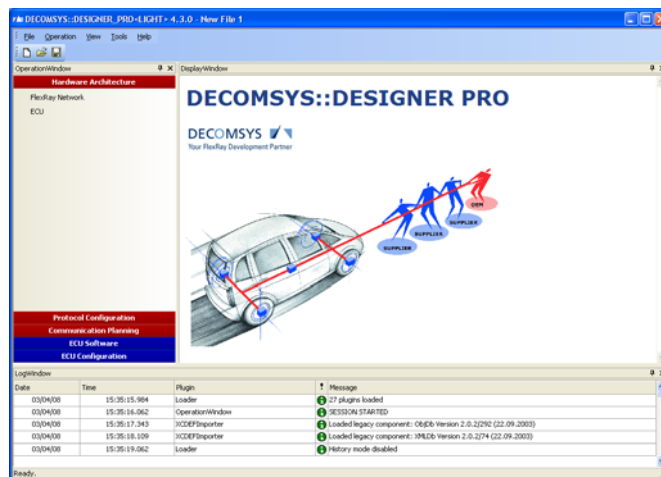 DECOMSYS::DESIGNER_PRO<LIGHT> 4.3.0 - New File 1
File Operation View Tools Help
OperationWindow
DisplayWindow
Hardware Architecture
FlexRay Network
ECU
DECOMSYS::DESIGNER PRO
DECOMSYS
Your FlexRay Development Partner
OEM
SUPPLIER
SUPPLIER
SUPPLIER
Protocol Configuration
Communication Planning
ECU Software
ECU Configuration
LogWindow
Date Time Plugin ! Message
03/04/08 15:35:15.984 Loader 27 plugins loaded
03/04/08 15:35:16.062 OperationWindow SESSION STARTED
03/04/08 15:35:17.343 XCDEFImporter Loaded legacy component: ObjDb Version 2.0.2/292 (22.09.2003)
03/04/08 15:35:18.109 XCDEFImporter Loaded legacy component: XMLDb Version 2.0.2/74 (22.09.2003)
03/04/08 15:35:19.062 Loader History mode disabled
Ready.